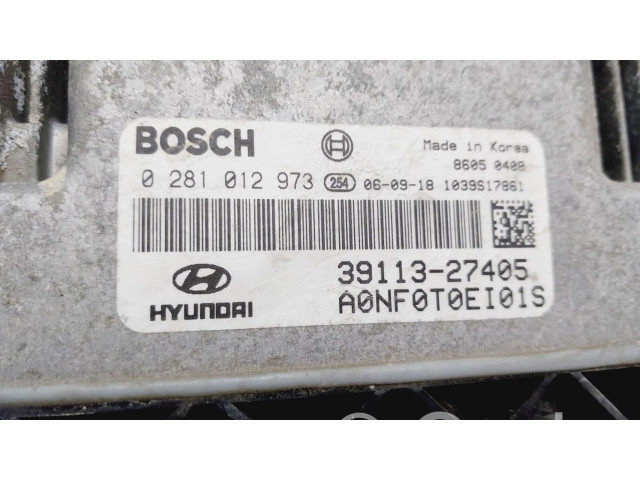 BOSCH
Made in Korea
8605 0408
0 281 012 973 254 06-09-18 1039S17861
39113-27405
HYUNDAI
A0NF0T0EI01S